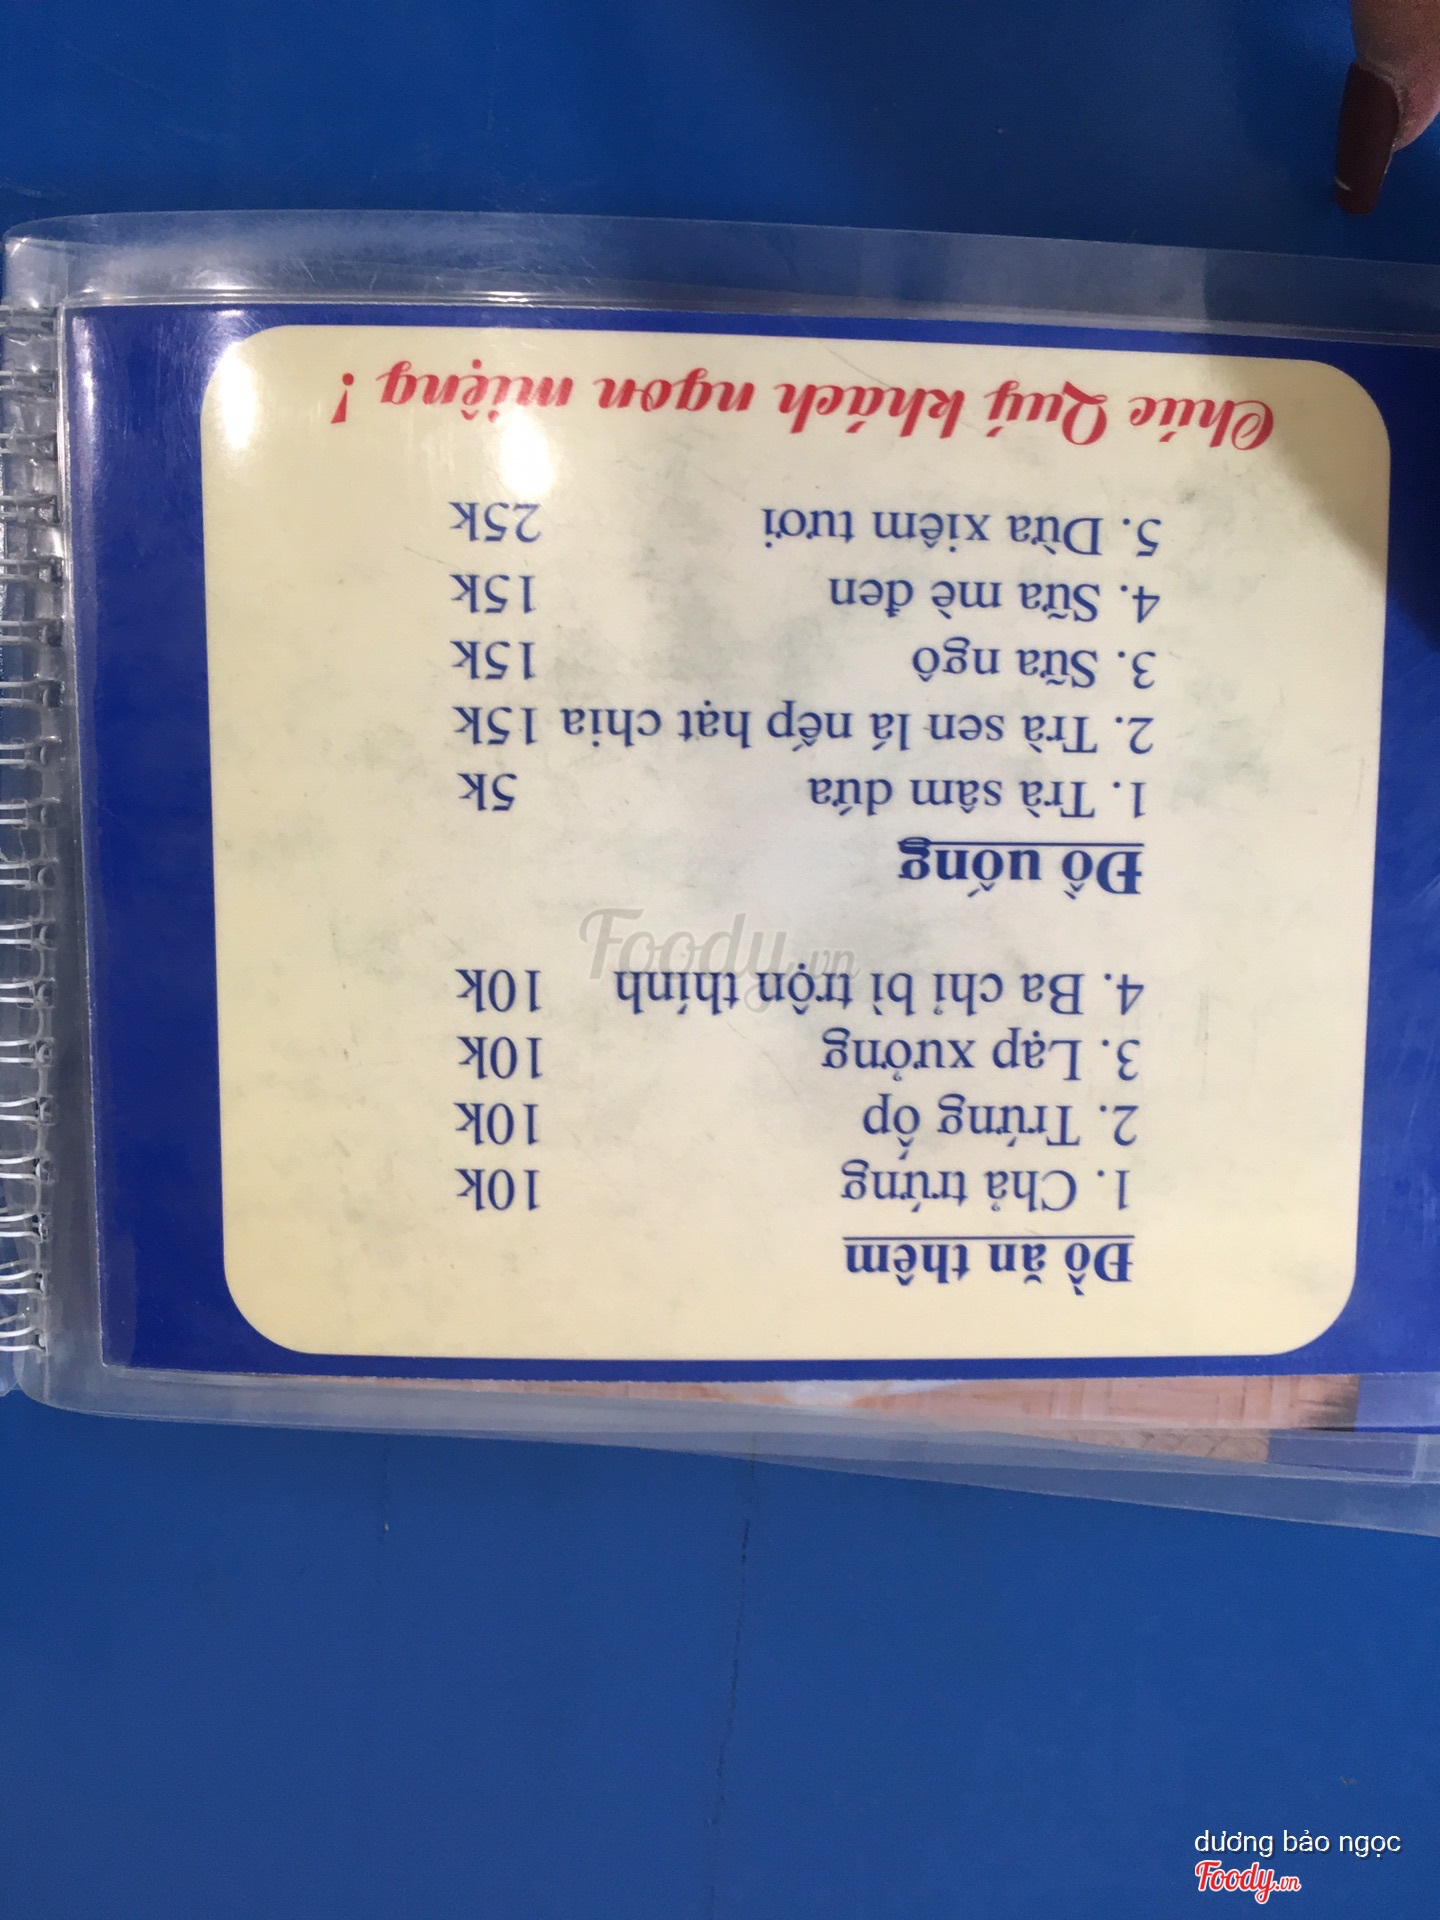 Đồ ăn thêm
1. Chả trứng 10k
2. Trứng ốp 10k
3. Lạp xưởng 10k
4. Ba chỉ bì trộn thính 10k
Đồ uống
1. Trà sâm dứa 5k
2. Trà sen lá nếp hạt chia 15k
3. Sữa ngô 15k
4. Sữa mè đen 15k
5. Dừa xiêm tươi 25k
Chúc Quý khách ngon miệng !
Foody.vn
dương bảo ngọc
Foody.vn